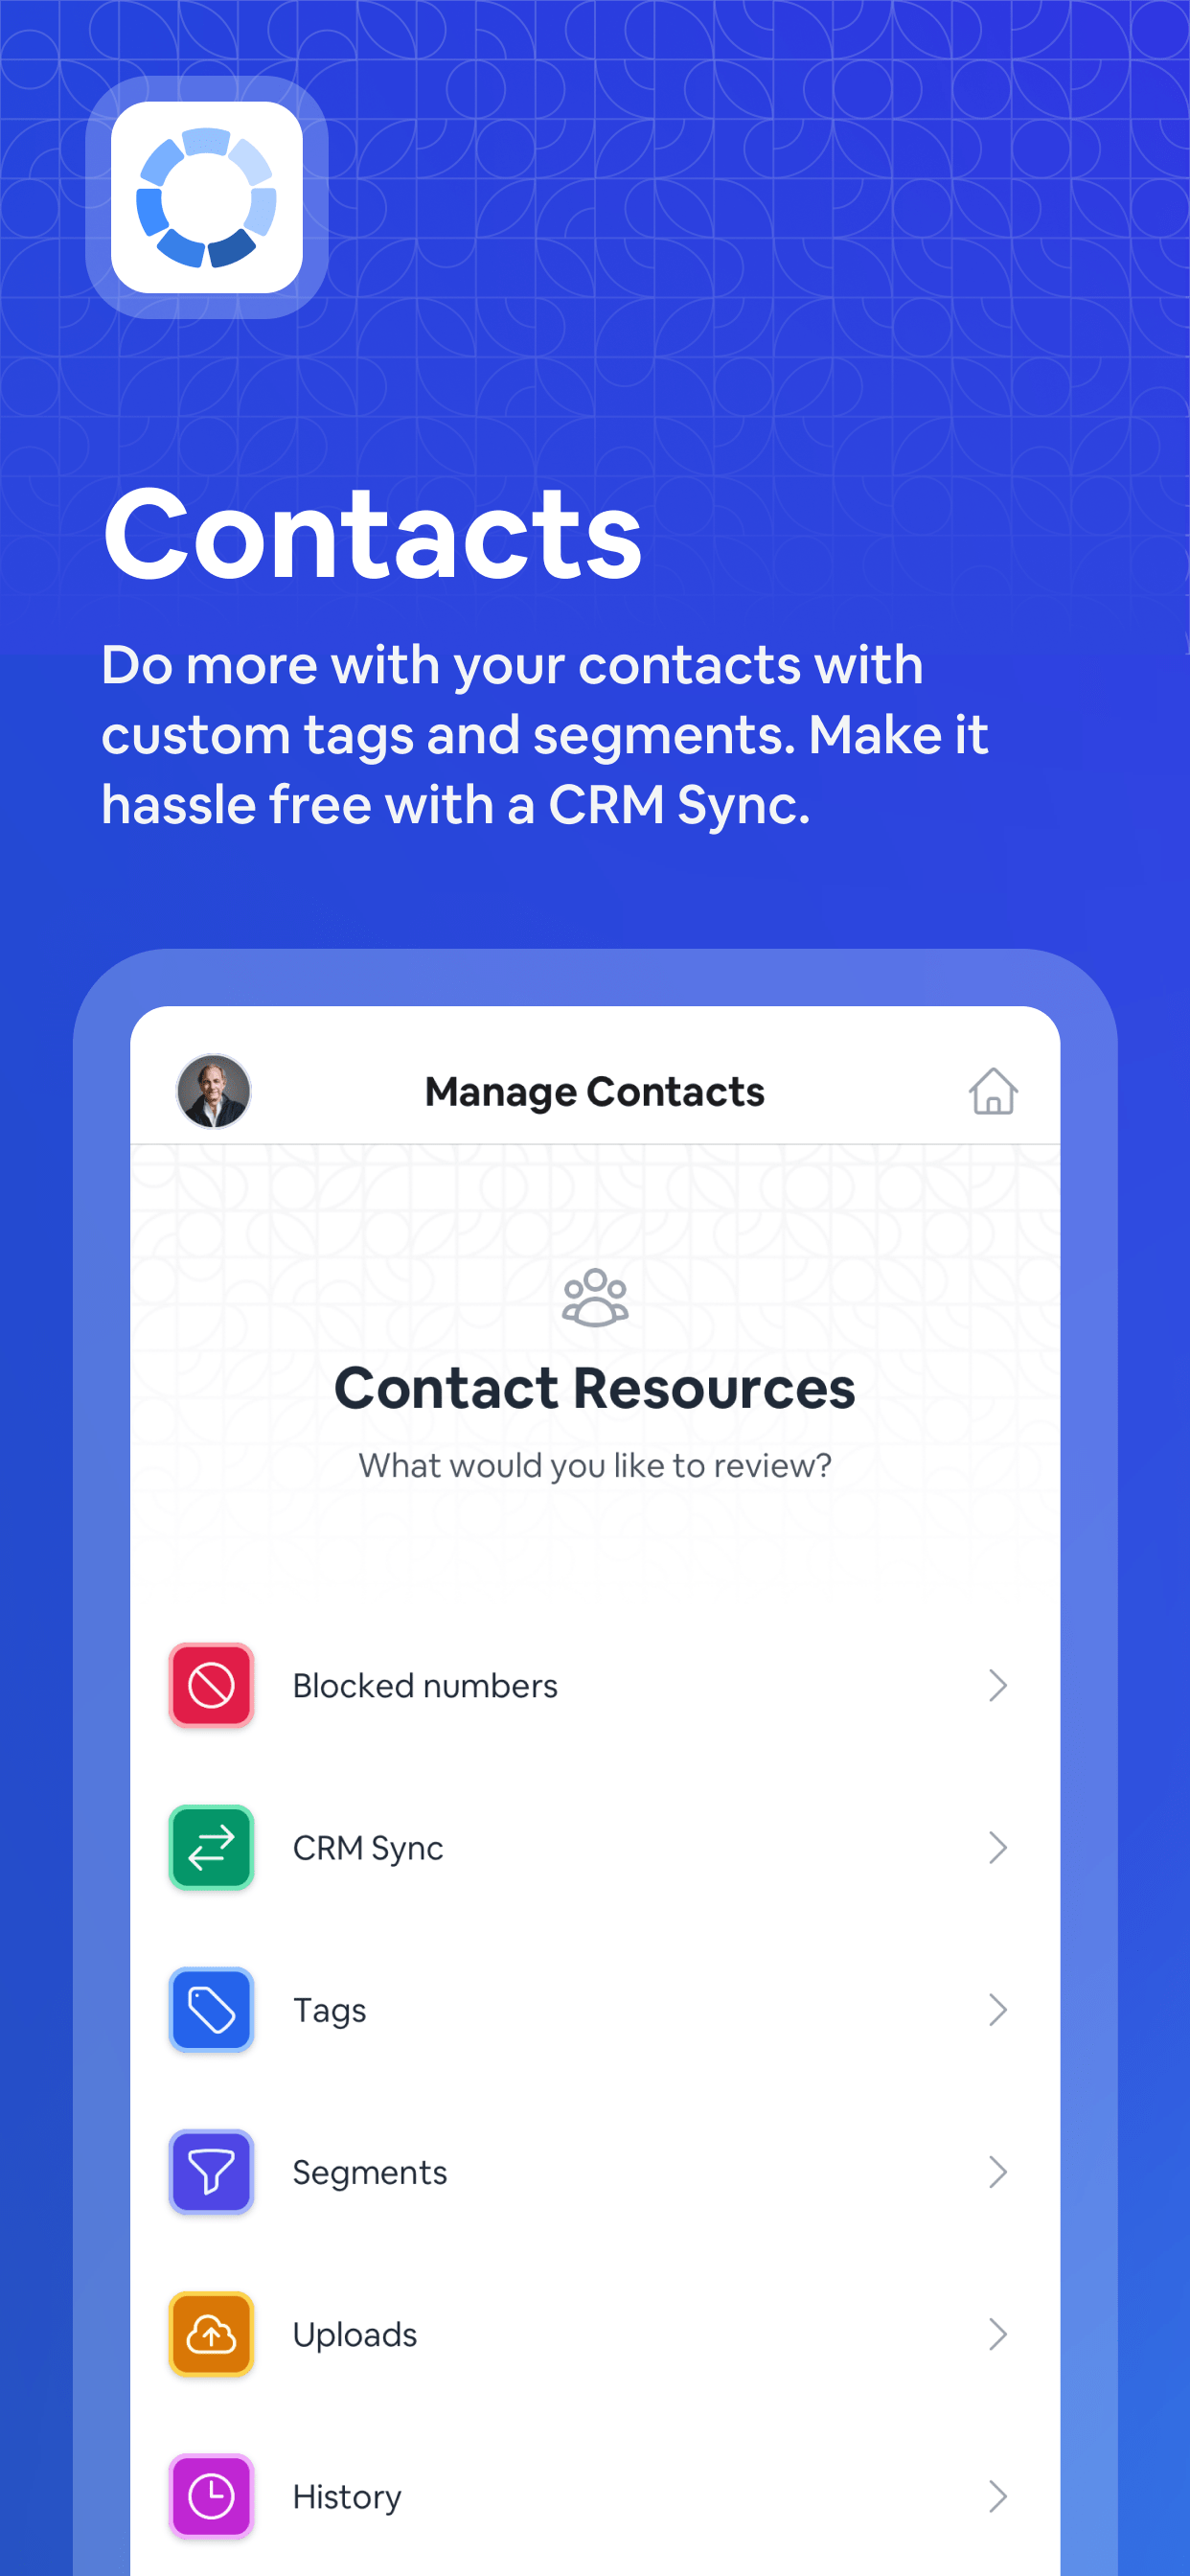 Contacts
Do more with your contacts with
custom tags and segments. Make it
hassle free with a CRM Sync.
Manage Contacts
Contact Resources
What would you like to review?
Blocked numbers
CRM Sync
Tags
Segments
Uploads
History